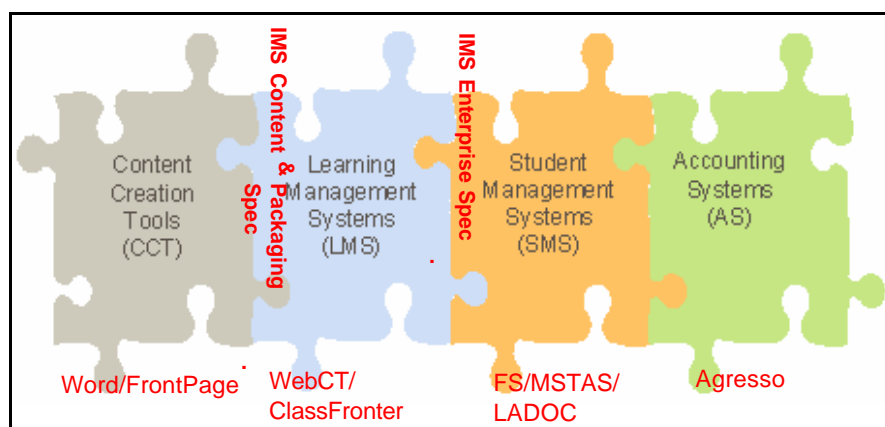 IMS Content & Packaging
Spec
IMS Enterprise Spec
Content
Creation
Tools
(CCT)
Learning
Management
Systems
(LMS)
Student
Management
Systems
(SMS)
Accounting
Systems
(AS)
Word/FrontPage
WebCT/
ClassFronter
FS/MSTAS/
LADOC
Agresso